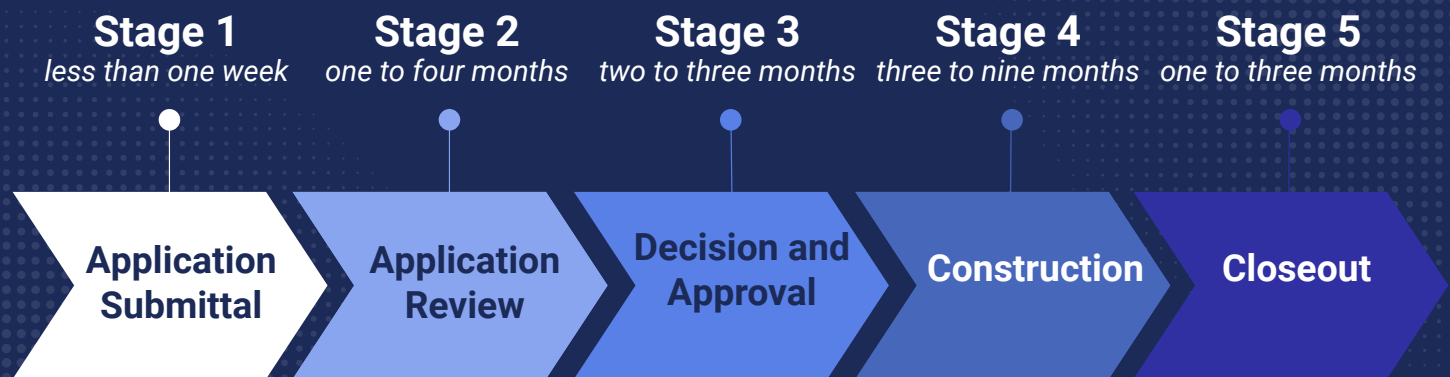 Stage 1
less than one week
Stage 2
one to four months
Stage 3
two to three months
Stage 4
three to nine months
Stage 5
one to three months
Application
Submittal
Application
Review
Decision and
Approval
Construction
Closeout